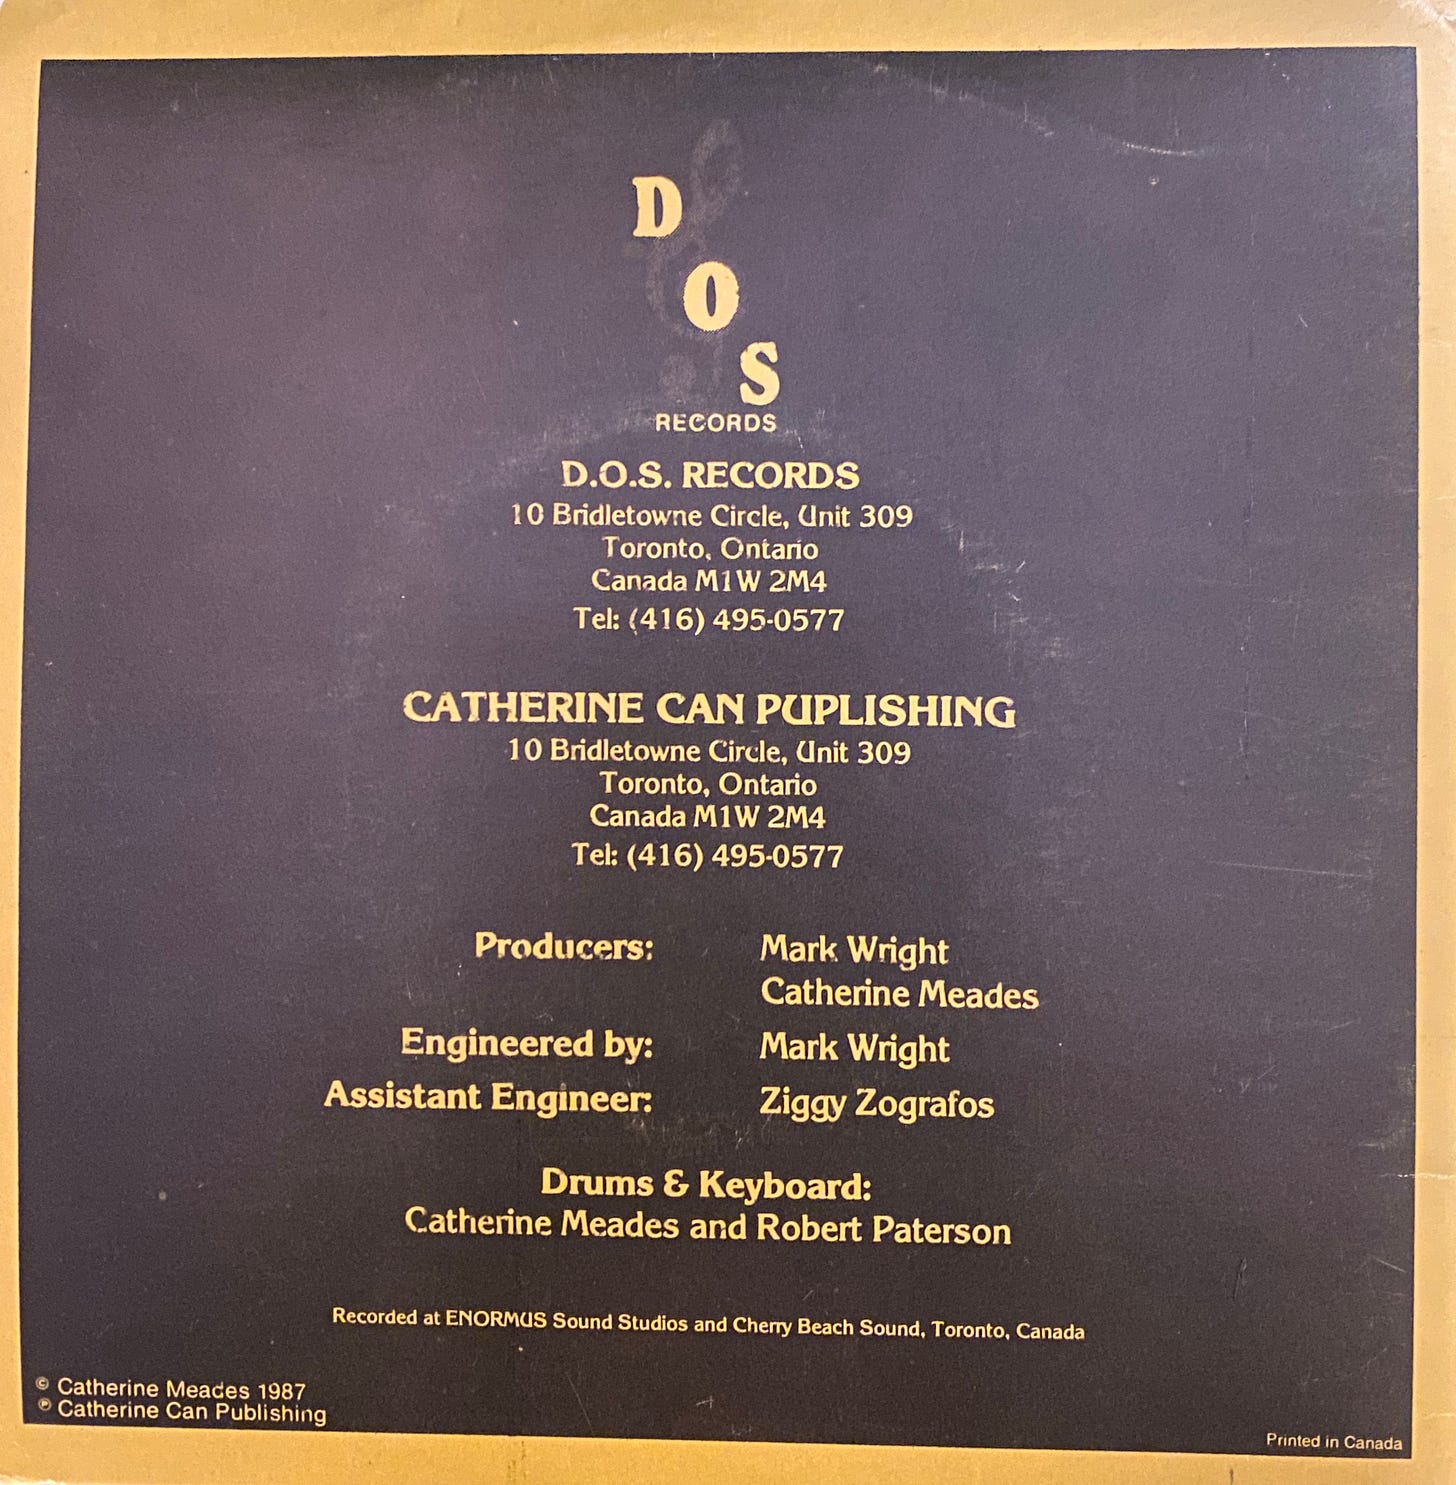 D
O
S
RECORDS
D.O.S. RECORDS
10 Bridletowne Circle, Unit 309
Toronto, Ontario
Canada M1W 2M4
Tel: (416) 495-0577
CATHERINE CAN PUPLISHING
10 Bridletowne Circle, Unit 309
Toronto, Ontario
Canada M1W 2M4
Tel: (416) 495-0577
Producers: Mark Wright
Catherine Meades
Engineered by: Mark Wright
Assistant Engineer: Ziggy Zografos
Drums & Keyboard:
Catherine Meades and Robert Paterson
Recorded at ENORMUS Sound Studios and Cherry Beach Sound, Toronto, Canada
© Catherine Meades 1987
℗ Catherine Can Publishing
Printed in Canada